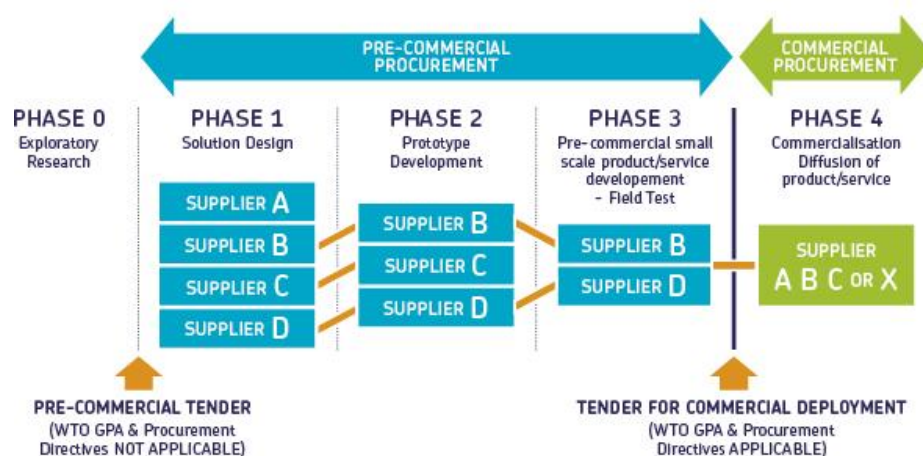 PRE-COMMERCIAL
PROCUREMENT
COMMERCIAL
PROCUREMENT
PHASE 0
Exploratory
Research
PHASE 1
Solution Design
PHASE 2
Prototype
Development
PHASE 3
Pre-commercial small
scale product/service
developement
- Field Test
PHASE 4
Commercialisation
Diffusion of
product/service
SUPPLIER A
SUPPLIER B
SUPPLIER C
SUPPLIER D
SUPPLIER B
SUPPLIER C
SUPPLIER D
SUPPLIER B
SUPPLIER D
SUPPLIER
A B C OR X
PRE-COMMERCIAL TENDER
(WTO GPA & Procurement
Directives NOT APPLICABLE)
TENDER FOR COMMERCIAL DEPLOYMENT
(WTO GPA & Procurement
Directives APPLICABLE)